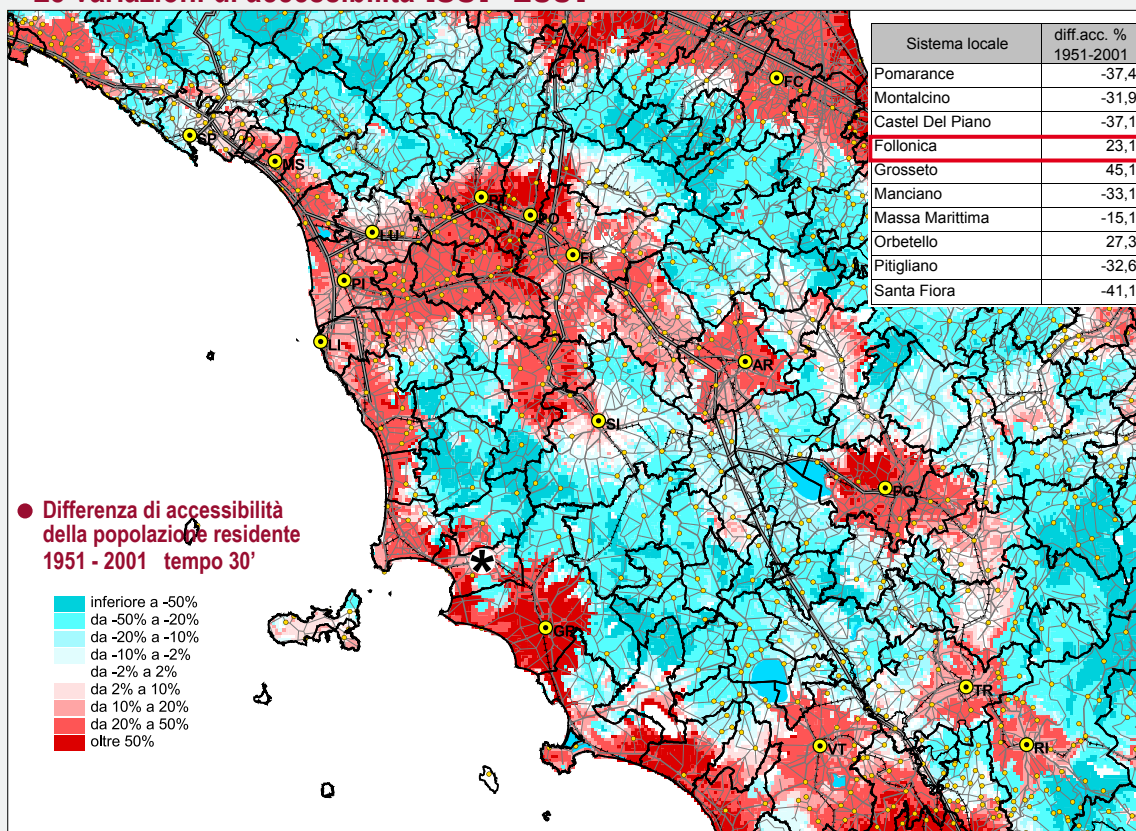 Sistema locale diff.acc. % 1951-2001
Pomarance -37,4
Montalcino -31,9
Castel Del Piano -37,1
Follonica 23,1
Grosseto 45,1
Manciano -33,1
Massa Marittima -15,1
Orbetello 27,3
Pitigliano -32,6
Santa Fiora -41,1
FC
SP
MS
PO
LU
FI
PI
LI
AR
SI
PG
*
GR
TR
VT
RI
Differenza di accessibilità
della popolazione residente
1951 - 2001 tempo 30'
inferiore a -50%
da -50% a -20%
da -20% a -10%
da -10% a -2%
da -2% a 2%
da 2% a 10%
da 10% a 20%
da 20% a 50%
oltre 50%